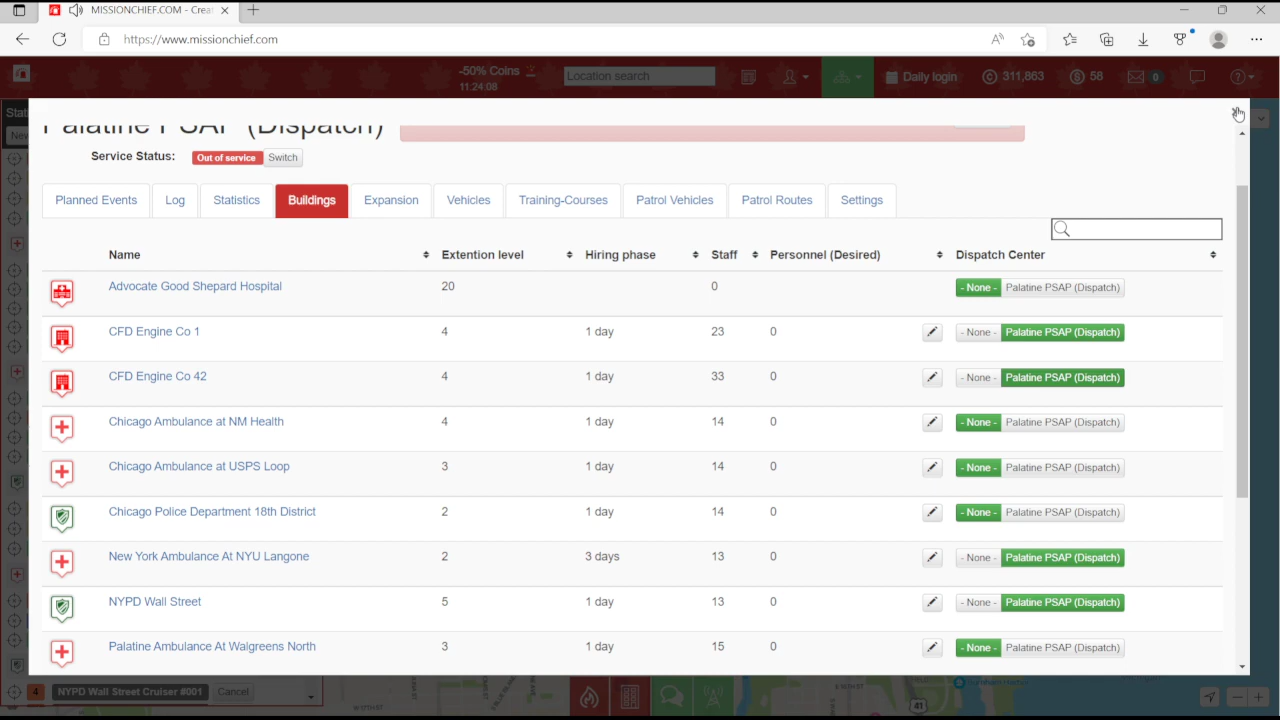 MISSIONCHIEF.COM - Crea
https://www.missionchief.com
-50% Coins
11:24:08
Location search
Daily login
311,863
58
0
Stati
New
Palatine PSAP (Dispatch)
Service Status: Out of service Switch
Planned Events Log Statistics Buildings Expansion Vehicles Training-Courses Patrol Vehicles Patrol Routes Settings
Name Extention level Hiring phase Staff Personnel (Desired) Dispatch Center
Advocate Good Shepard Hospital 20 0 - None - Palatine PSAP (Dispatch)
CFD Engine Co 1 4 1 day 23 0 - None - Palatine PSAP (Dispatch)
CFD Engine Co 42 4 1 day 33 0 - None - Palatine PSAP (Dispatch)
Chicago Ambulance at NM Health 4 1 day 14 0 - None - Palatine PSAP (Dispatch)
Chicago Ambulance at USPS Loop 3 1 day 14 0 - None - Palatine PSAP (Dispatch)
Chicago Police Department 18th District 2 1 day 14 0 - None - Palatine PSAP (Dispatch)
New York Ambulance At NYU Langone 2 3 days 13 0 - None - Palatine PSAP (Dispatch)
NYPD Wall Street 5 1 day 13 0 - None - Palatine PSAP (Dispatch)
Palatine Ambulance At Walgreens North 3 1 day 15 0 - None - Palatine PSAP (Dispatch)
4 NYPD Wall Street Cruiser #001 Cancel
41